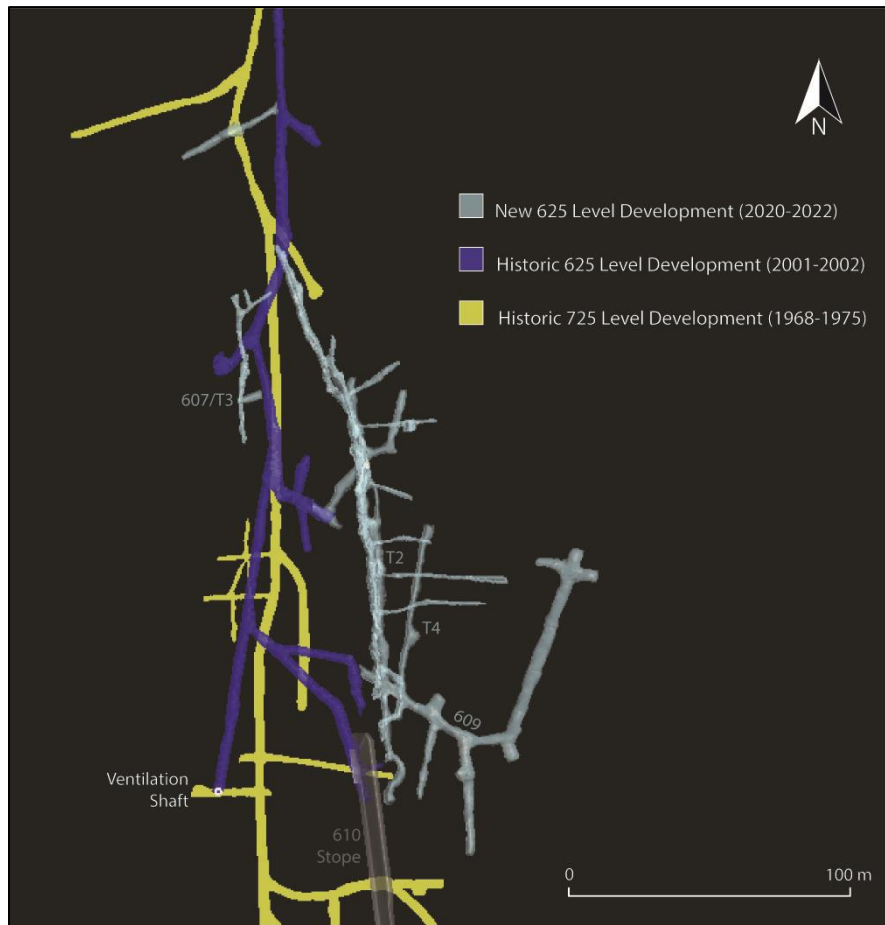 N
New 625 Level Development (2020-2022)
Historic 625 Level Development (2001-2002)
Historic 725 Level Development (1968-1975)
607/T3
T2
T4
609
Ventilation
Shaft
610
Stope
0
100 m